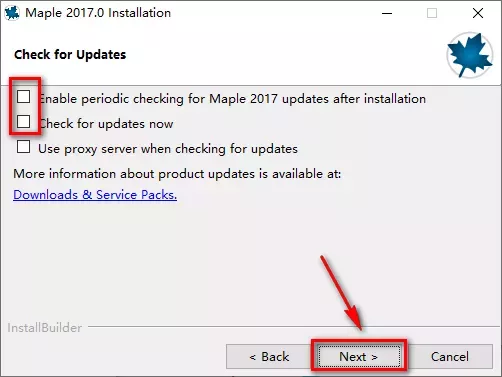 Maple 2017.0 Installation
Check for Updates
Enable periodic checking for Maple 2017 updates after installation
Check for updates now
Use proxy server when checking for updates
More information about product updates is available at:
Downloads & Service Packs.
InstallBuilder
< Back
Next >
Cancel